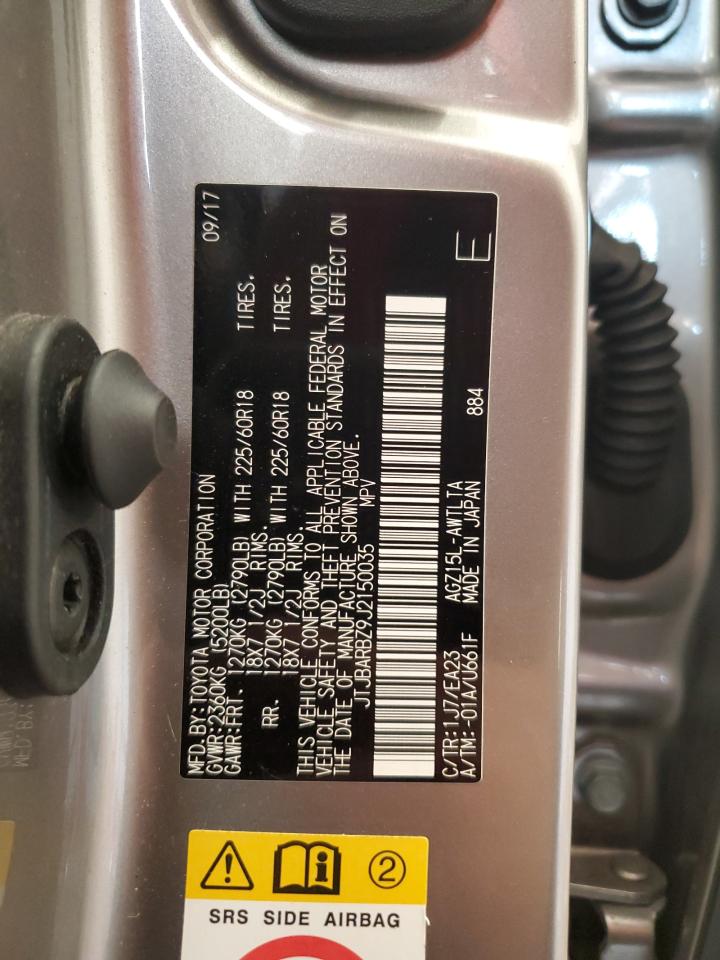 MFD.BY:TOYOTA MOTOR CORPORATION 09/17
GVWR:2360KG (5200LB)
GAWR:FRT. 1270KG (2790LB) WITH 225/60R18 TIRES.
18X7 1/2J RIMS.
RR. 1270KG (2790LB) WITH 225/60R18 TIRES.
18X7 1/2J RIMS.
THIS VEHICLE CONFORMS TO ALL APPLICABLE FEDERAL MOTOR
VEHICLE SAFETY AND THEFT PREVENTION STANDARDS IN EFFECT ON
THE DATE OF MANUFACTURE SHOWN ABOVE.
JTJBARBZ9J2150035 MPV
C/TR:1J7/EA23 AGZ15L-AWTLTA
A/TM:-01A/U661F MADE IN JAPAN 884
E
2
SRS SIDE AIRBAG